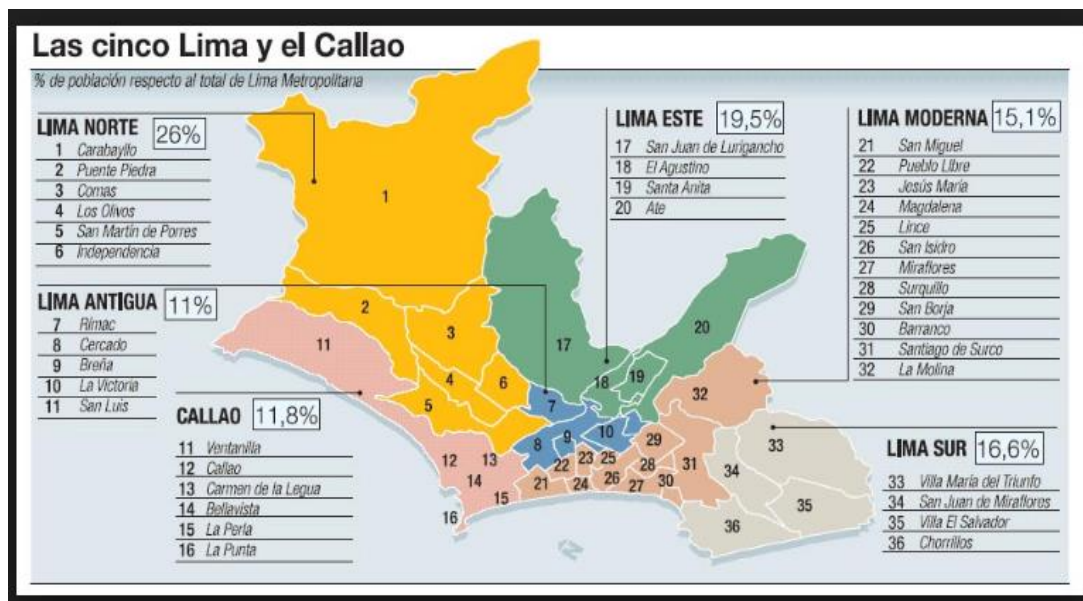 Las cinco Lima y el Callao
% de población respecto al total de Lima Metropolitana
LIMA NORTE 26%
1 Carabayllo
2 Puente Piedra
3 Comas
4 Los Olivos
5 San Martín de Porres
6 Independencia
LIMA ANTIGUA 11%
7 Rímac
8 Cercado
9 Breña
10 La Victoria
11 San Luis
CALLAO 11,8%
11 Ventanilla
12 Callao
13 Carmen de la Legua
14 Bellavista
15 La Perla
16 La Punta
LIMA ESTE 19,5%
17 San Juan de Lurigancho
18 El Agustino
19 Santa Anita
20 Ate
LIMA MODERNA 15,1%
21 San Miguel
22 Pueblo Libre
23 Jesús María
24 Magdalena
25 Lince
26 San Isidro
27 Miraflores
28 Surquillo
29 San Borja
30 Barranco
31 Santiago de Surco
32 La Molina
LIMA SUR 16,6%
33 Villa María del Triunfo
34 San Juan de Miraflores
35 Villa El Salvador
36 Chorrillos
1
2
3
11
17
20
4
6
18
19
5
7
32
8
9
10
29
33
12
13
22
23
25
28
31
34
14
21
24
26
27
30
15
35
16
36